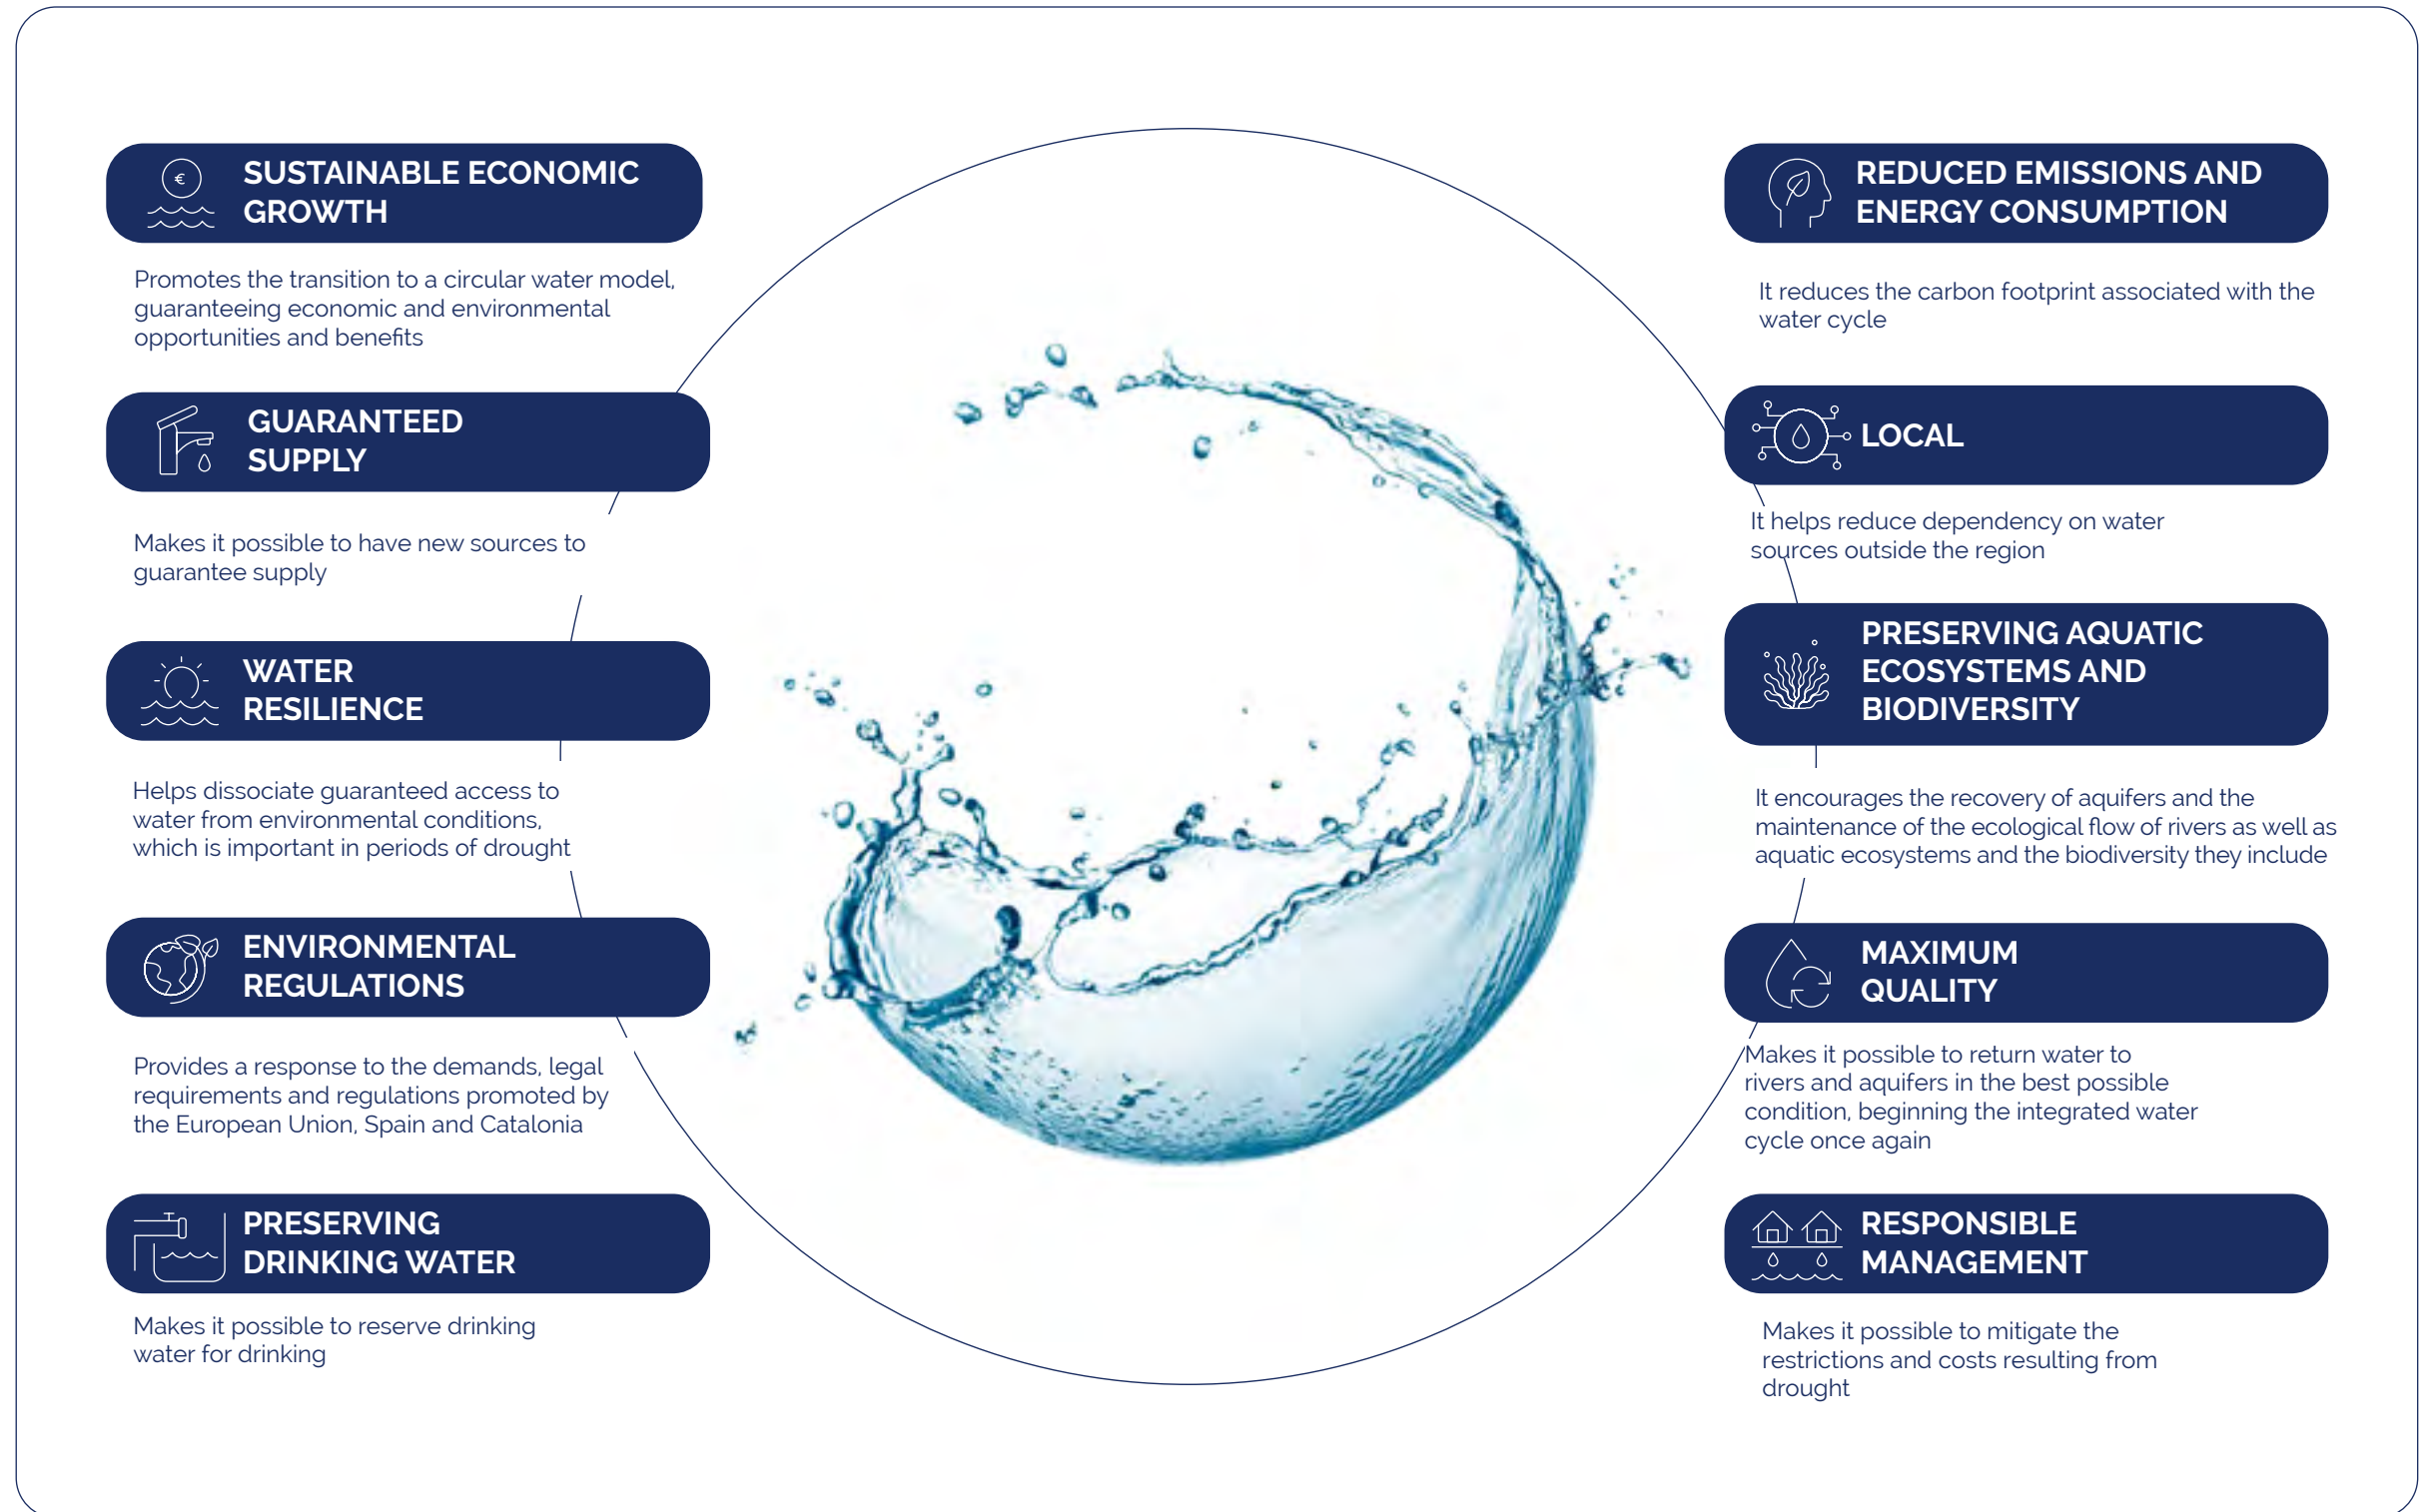 SUSTAINABLE ECONOMIC
GROWTH
Promotes the transition to a circular water model,
guaranteeing economic and environmental
opportunities and benefits
GUARANTEED
SUPPLY
Makes it possible to have new sources to
guarantee supply
WATER
RESILIENCE
Helps dissociate guaranteed access to
water from environmental conditions,
which is important in periods of drought
ENVIRONMENTAL
REGULATIONS
Provides a response to the demands, legal
requirements and regulations promoted by
the European Union, Spain and Catalonia
PRESERVING
DRINKING WATER
Makes it possible to reserve drinking
water for drinking
REDUCED EMISSIONS AND
ENERGY CONSUMPTION
It reduces the carbon footprint associated with the
water cycle
LOCAL
It helps reduce dependency on water
sources outside the region
PRESERVING AQUATIC
ECOSYSTEMS AND
BIODIVERSITY
It encourages the recovery of aquifers and the
maintenance of the ecological flow of rivers as well as
aquatic ecosystems and the biodiversity they include
MAXIMUM
QUALITY
Makes it possible to return water to
rivers and aquifers in the best possible
condition, beginning the integrated water
cycle once again
RESPONSIBLE
MANAGEMENT
Makes it possible to mitigate the
restrictions and costs resulting from
drought